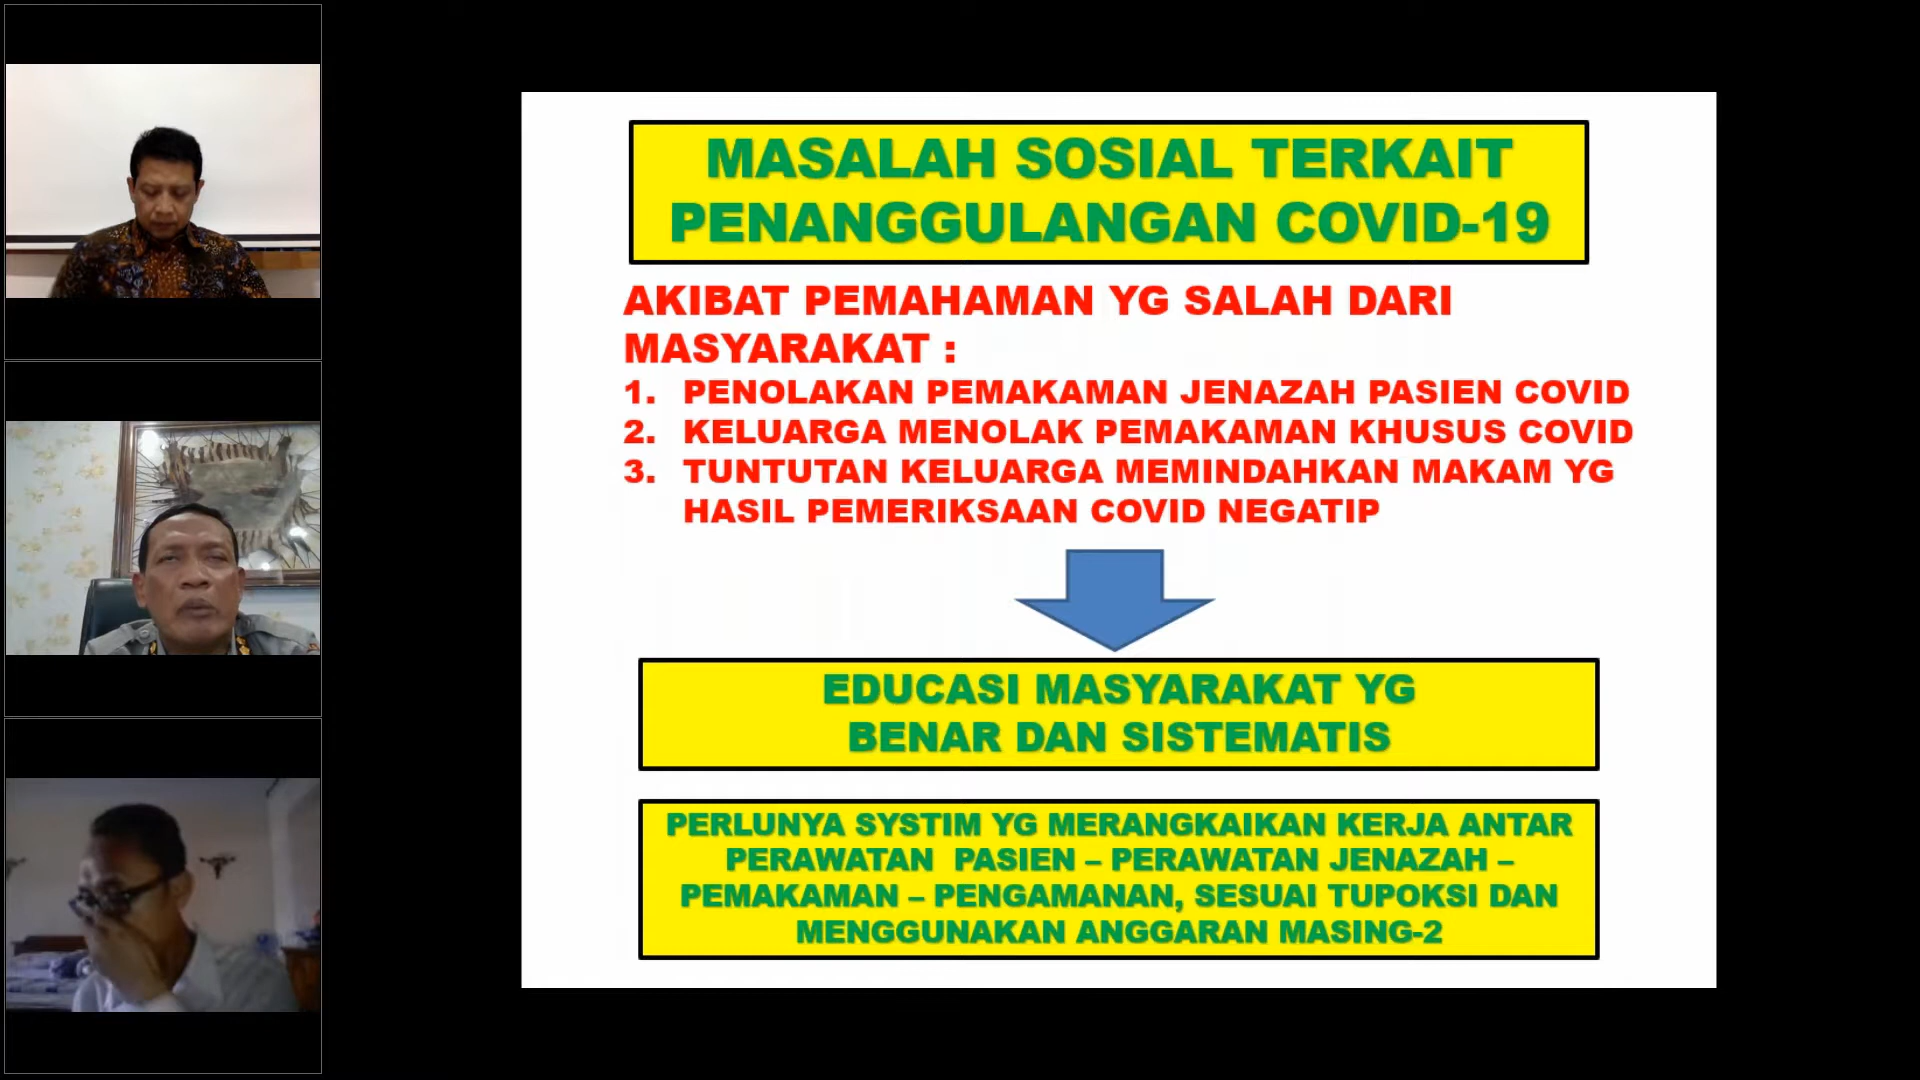 MASALAH SOSIAL TERKAIT
PENANGGULANGAN COVID-19
AKIBAT PEMAHAMAN YG SALAH DARI
MASYARAKAT :
1. PENOLAKAN PEMAKAMAN JENAZAH PASIEN COVID
2. KELUARGA MENOLAK PEMAKAMAN KHUSUS COVID
3. TUNTUTAN KELUARGA MEMINDAHKAN MAKAM YG
HASIL PEMERIKSAAN COVID NEGATIP
EDUCASI MASYARAKAT YG
BENAR DAN SISTEMATIS
PERLUNYA SYSTIM YG MERANGKAIKAN KERJA ANTAR
PERAWATAN PASIEN – PERAWATAN JENAZAH –
PEMAKAMAN – PENGAMANAN, SESUAI TUPOKSI DAN
MENGGUNAKAN ANGGARAN MASING-2